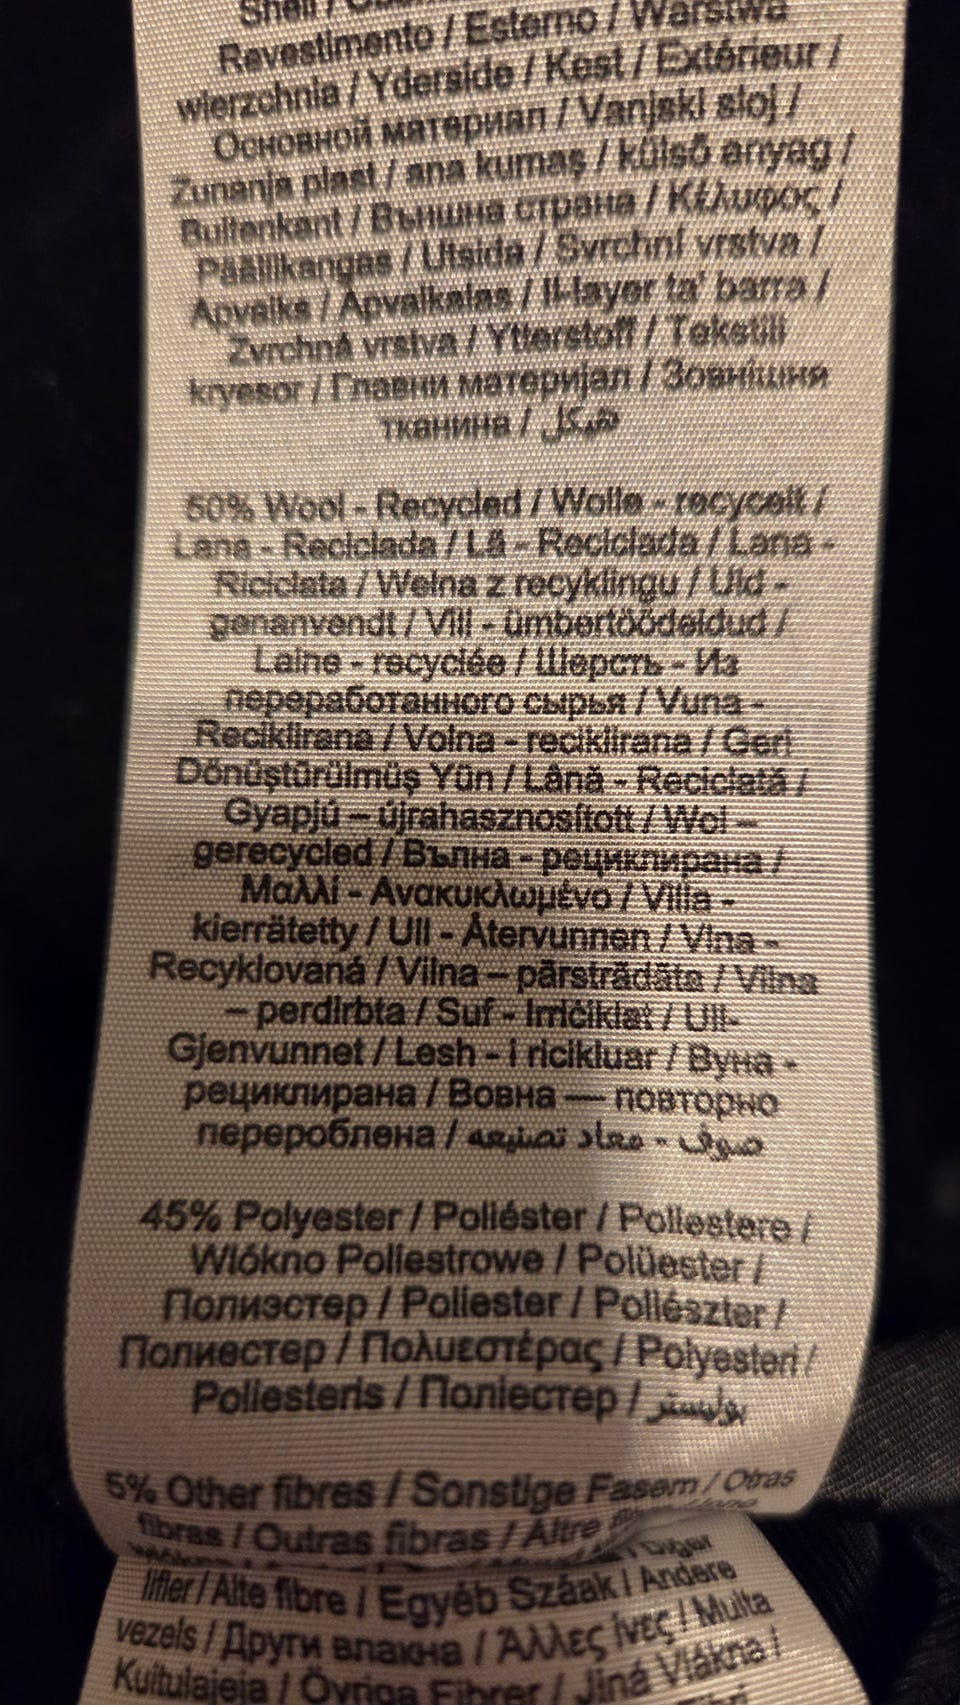 Shell /
Revestimento / Esterno / Warstwa
wierzchnia / Yderside / Kest / Extérieur /
Основной материал / Vanjski sloj /
Zunanja plast / ana kumaş / külső anyag /
Buitenkant / Външна страна / Κέλυφος /
Päällikangas / Utsida / Svrchní vrstva /
Apvalks / Apvalkalas / Il-layer ta' barra /
Zvrchná vrstva / Ytterstoff / Tekstili
kryesor / Главни материјал / Зовнішня
тканина / هيكل
50% Wool - Recycled / Wolle - recycelt /
Lana - Reciclada / Lã - Reciclada / Lana -
Riciclata / Wełna z recyklingu / Uld -
genanvendt / Vill - ümbertöödeldud /
Laine - recyclée / Шерсть - Из
переработанного сырья / Vuna -
Reciklirana / Volna - reciklirana / Geri
Dönüştürülmüş Yün / Lână - Reciclată /
Gyapjú – újrahasznosított / Wol –
gerecycled / Вълна - рециклирана /
Μαλλί - Ανακυκλωμένο / Villa -
kierrätetty / Ull - Återvunnen / Vlna -
Recyklovaná / Vilna – pārstrādāta / Vilna
– perdirbta / Suf - Irriċiklat / Ull-
Gjenvunnet / Lesh - i ricikluar / Вуна -
рециклирана / Вовна — повторно
перероблена / صوف - معاد تصنيعه
45% Polyester / Poliéster / Poliestere /
Włókno Poliestrowe / Polüester /
Полиэстер / Poliester / Poliészter /
Полиестер / Πολυεστέρας / Polyesteri /
Poliesteris / Поліестер / بوليستر
5% Other fibres / Sonstige Fasern / Otras
fibras / Outras fibras / Altre
lifler / Alte fibre / Egyéb Száak / Andere
vezels / Други влакна / Άλλες ίνες / Muita
Kuitulajeja / Övriga Fibrer / Jiná Vlákna /